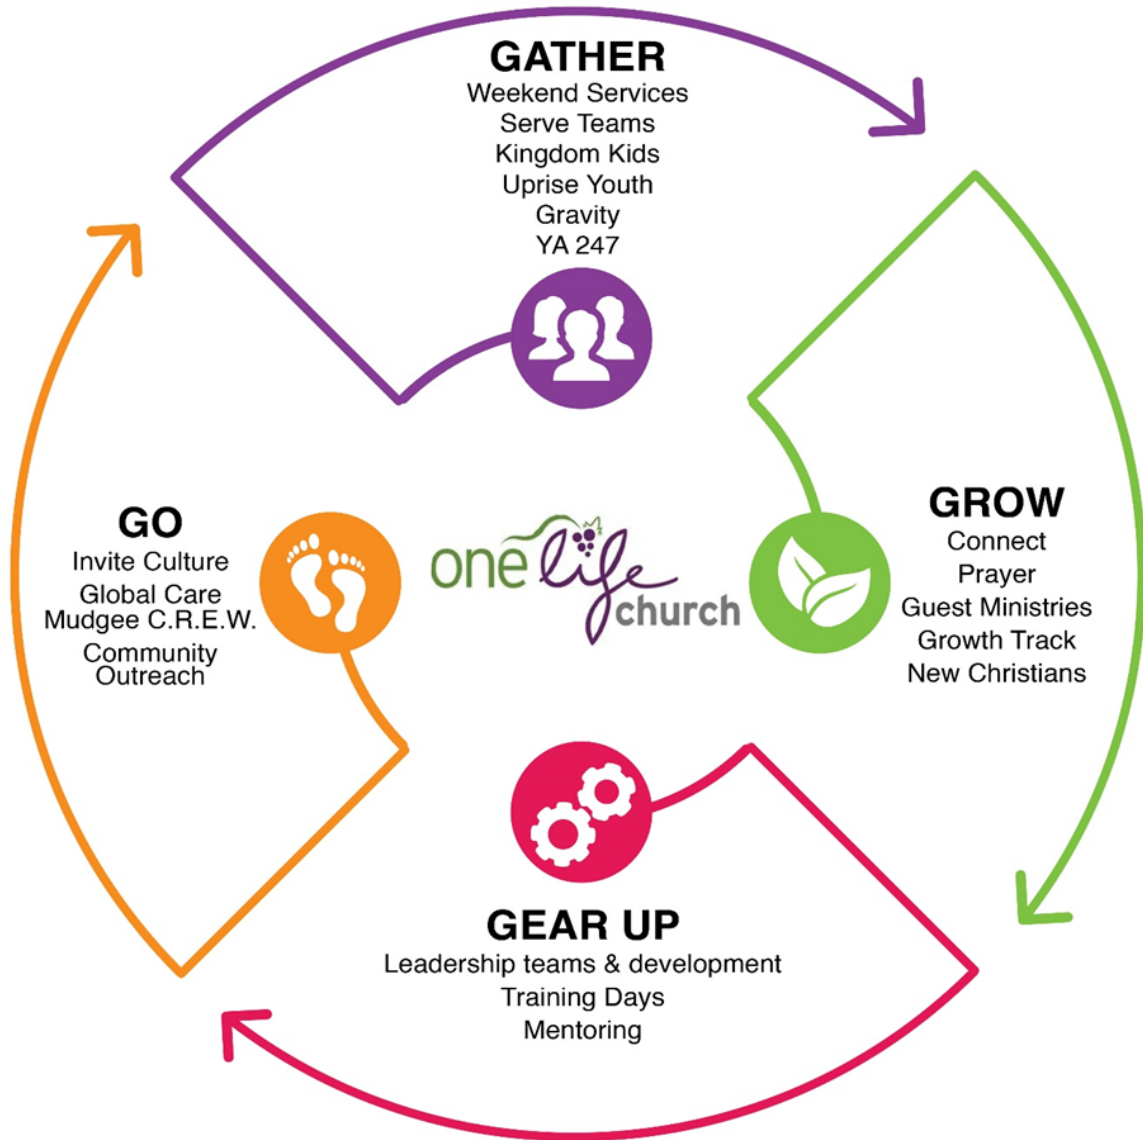 GATHER
Weekend Services
Serve Teams
Kingdom Kids
Uprise Youth
Gravity
YA 247
GROW
Connect
Prayer
Guest Ministries
Growth Track
New Christians
GEAR UP
Leadership teams & development
Training Days
Mentoring
GO
Invite Culture
Global Care
Mudgee C.R.E.W.
Community
Outreach
one life
church